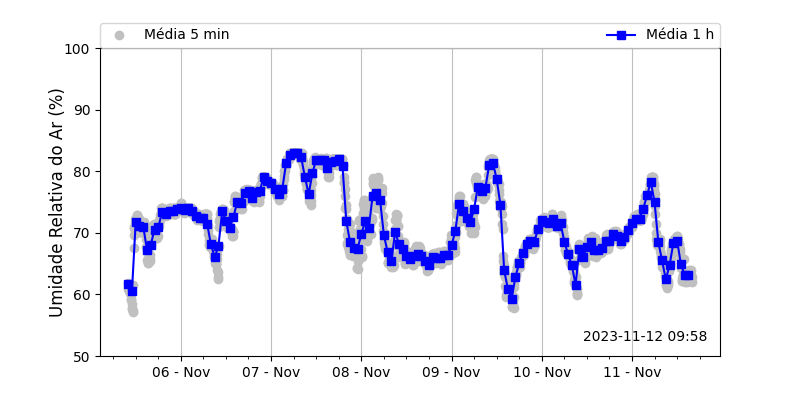 Média 5 min
Média 1 h
Umidade Relativa do Ar (%)
100
90
80
70
60
50
2023-11-12 09:58
06 - Nov
07 - Nov
08 - Nov
09 - Nov
10 - Nov
11 - Nov